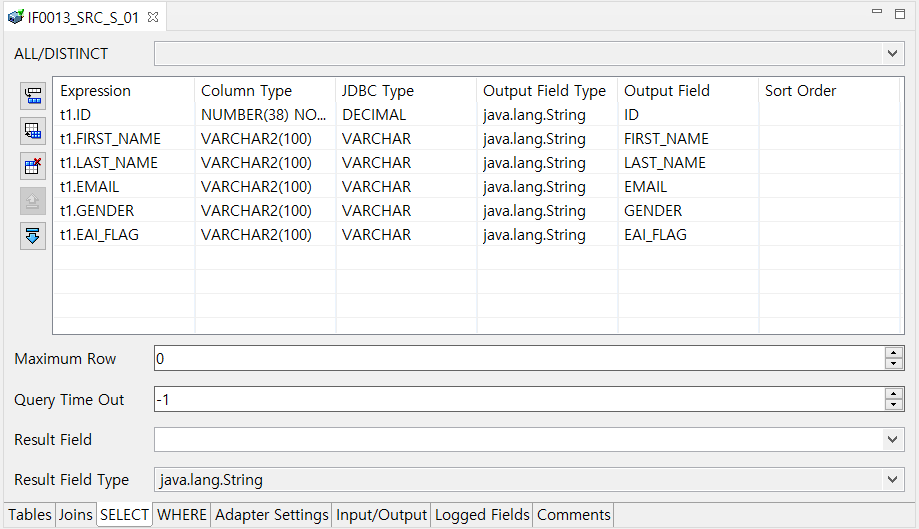 IF0013_SRC_S_01
ALL/DISTINCT
Expression Column Type JDBC Type Output Field Type Output Field Sort Order
t1.ID NUMBER(38) NO... DECIMAL java.lang.String ID
t1.FIRST_NAME VARCHAR2(100) VARCHAR java.lang.String FIRST_NAME
t1.LAST_NAME VARCHAR2(100) VARCHAR java.lang.String LAST_NAME
t1.EMAIL VARCHAR2(100) VARCHAR java.lang.String EMAIL
t1.GENDER VARCHAR2(100) VARCHAR java.lang.String GENDER
t1.EAI_FLAG VARCHAR2(100) VARCHAR java.lang.String EAI_FLAG
Maximum Row 0
Query Time Out -1
Result Field
Result Field Type java.lang.String
Tables Joins SELECT WHERE Adapter Settings Input/Output Logged Fields Comments